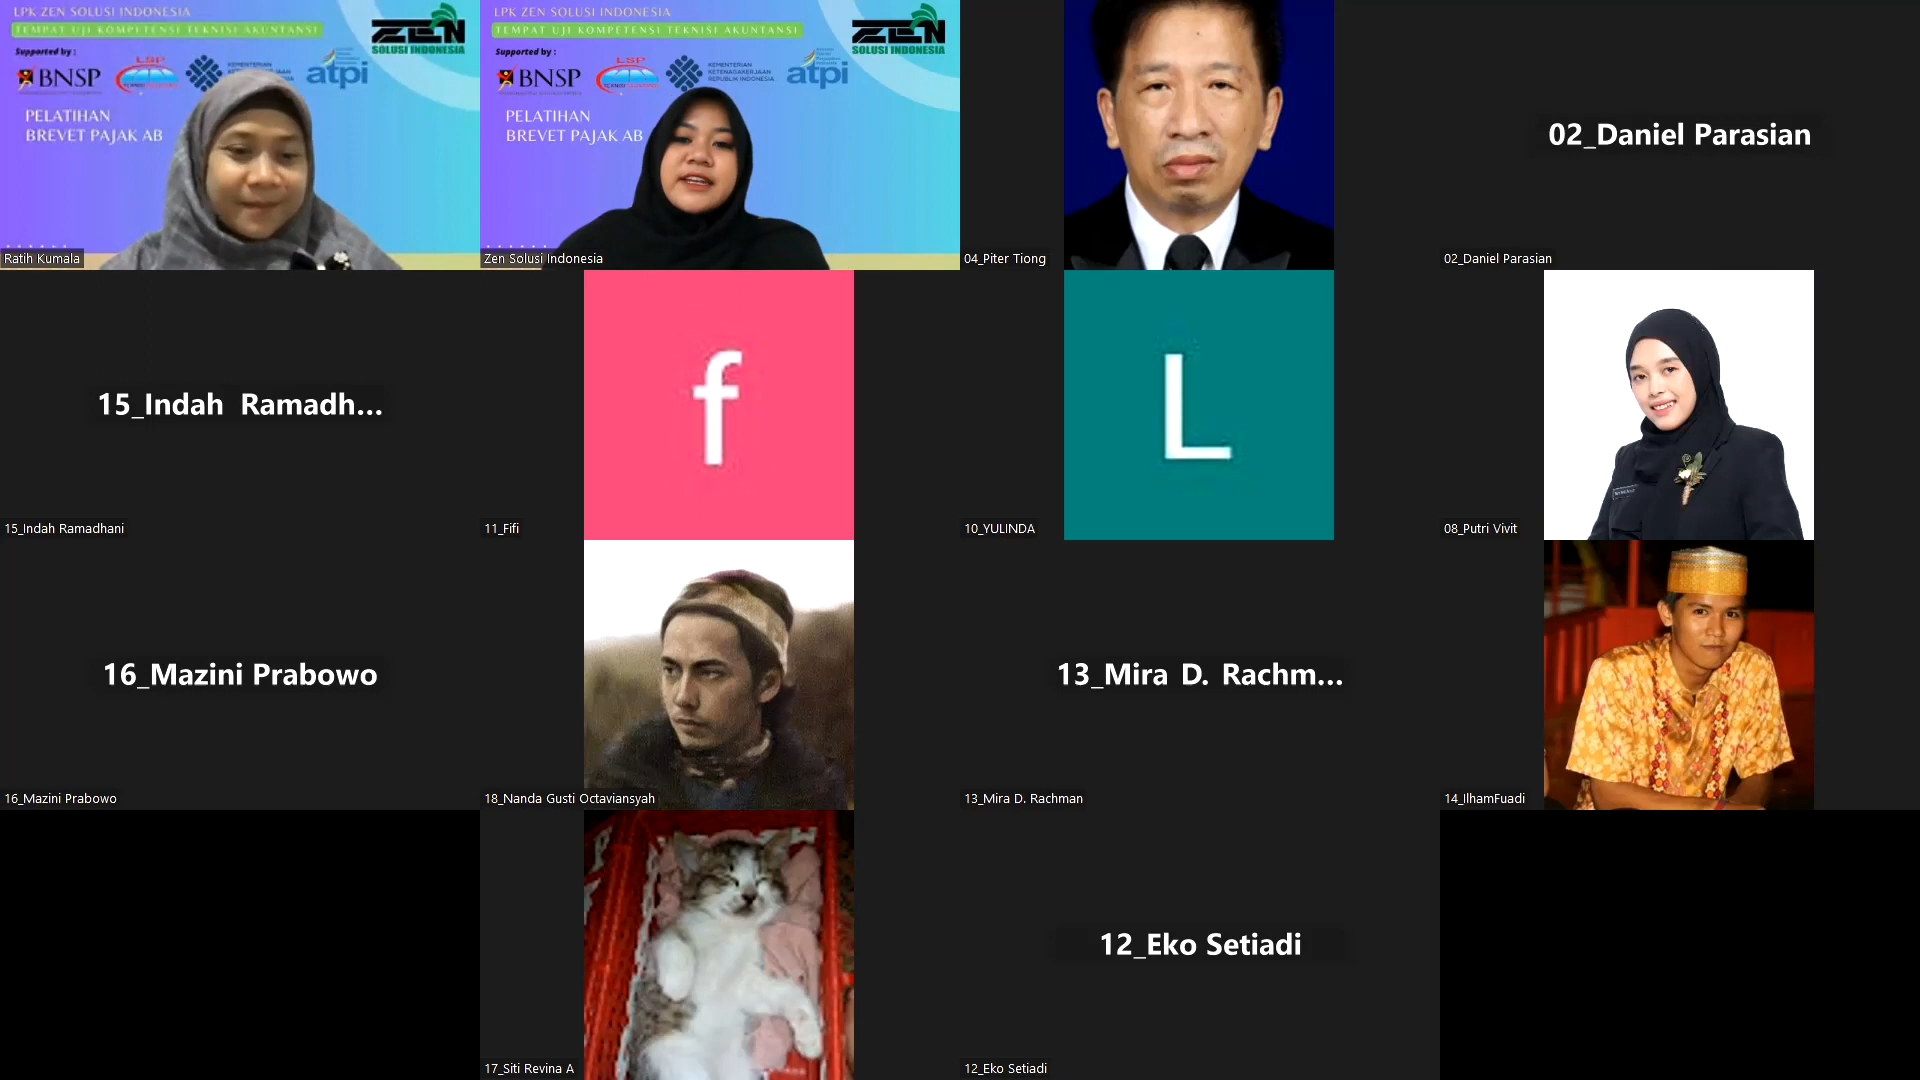 LPK ZEN SOLUSI INDONESIA
TEMPAT UJI KOMPETENSI TEKNISI AKUNTANSI
Supported by :
BNSP
LSP
atpi
ZEN
SOLUSI INDONESIA
PELATIHAN
BREVET PAJAK AB
Ratih Kumala
LPK ZEN SOLUSI INDONESIA
TEMPAT UJI KOMPETENSI TEKNISI AKUNTANSI
Supported by :
BNSP
LSP
KEMENTERIAN
KETENAGAKERJAAN
REPUBLIK INDONESIA
atpi
ZEN
SOLUSI INDONESIA
PELATIHAN
BREVET PAJAK AB
Zen Solusi Indonesia
04_Piter Tiong
02_Daniel Parasian
02_Daniel Parasian
15_Indah Ramadh...
15_Indah Ramadhani
f
11_Fifi
L
10_YULINDA
08_Putri Vivit
16_Mazini Prabowo
16_Mazini Prabowo
18_Nanda Gusti Octaviansyah
13_Mira D. Rachm...
13_Mira D. Rachman
14_IlhamFuadi
17_Siti Revina A
12_Eko Setiadi
12_Eko Setiadi